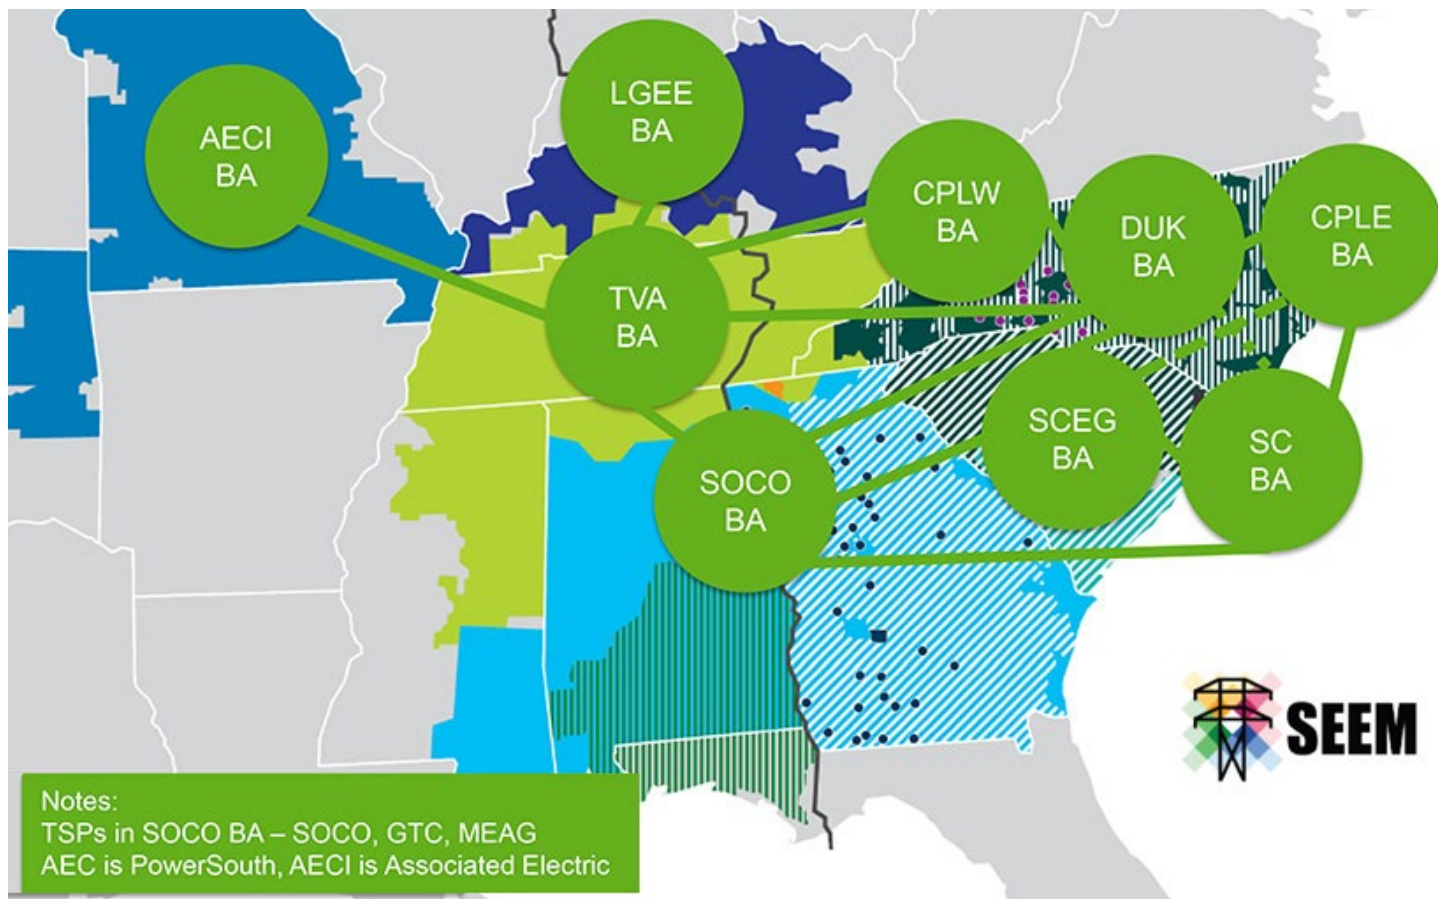 AECI
BA
LGEE
BA
CPLW
BA
DUK
BA
CPLE
BA
TVA
BA
SOCO
BA
SCEG
BA
SC
BA
SEEM
Notes:
TSPs in SOCO BA – SOCO, GTC, MEAG
AEC is PowerSouth, AECI is Associated Electric